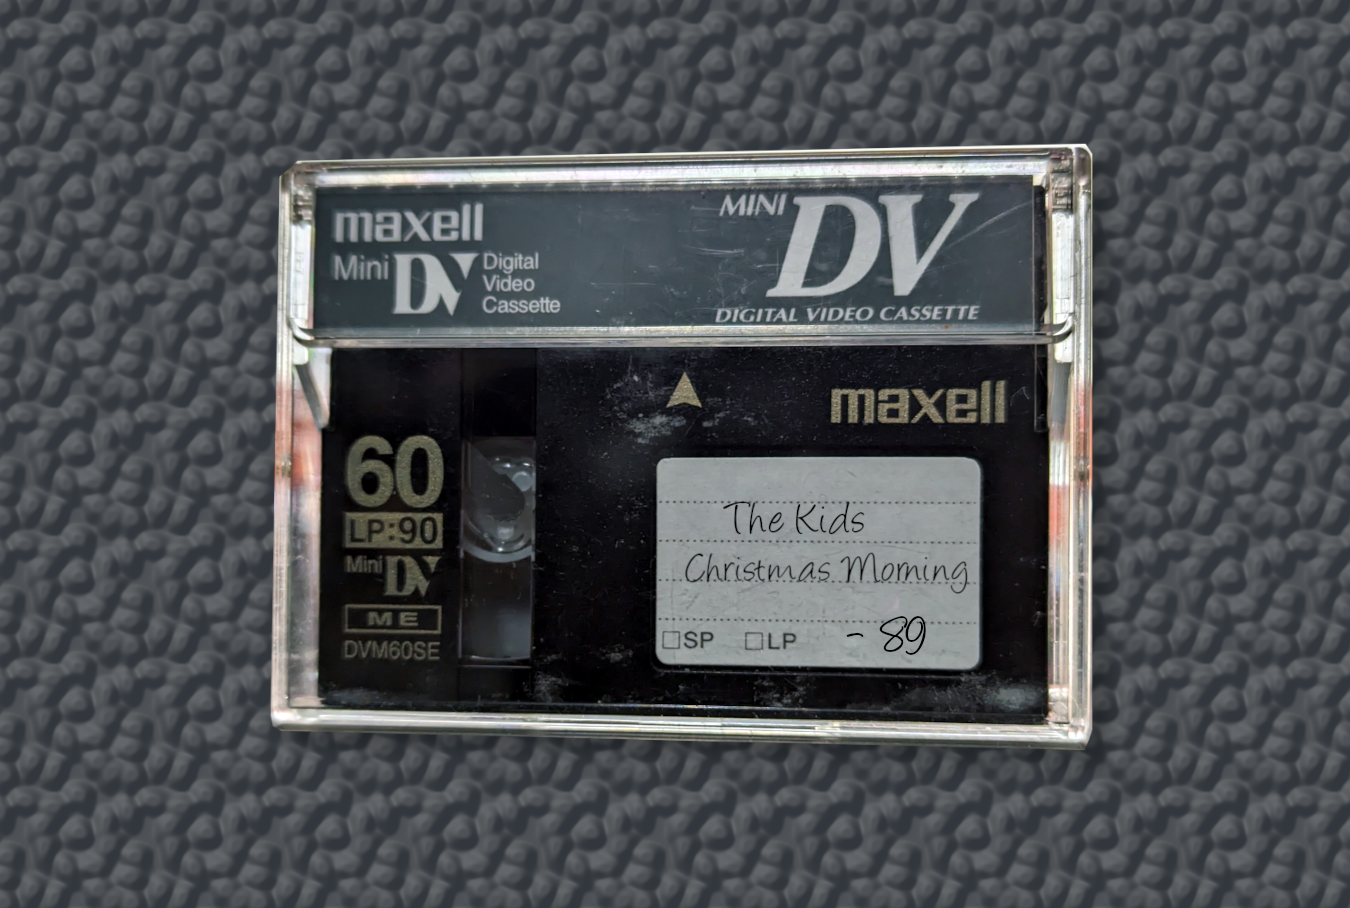 maxell
Mini DV Digital
Video
Cassette
MINI DV
DIGITAL VIDEO CASSETTE
maxell
60
LP:90
Mini DV
ME
DVM60SE
The Kids
Christmas Morning
SP LP - 89